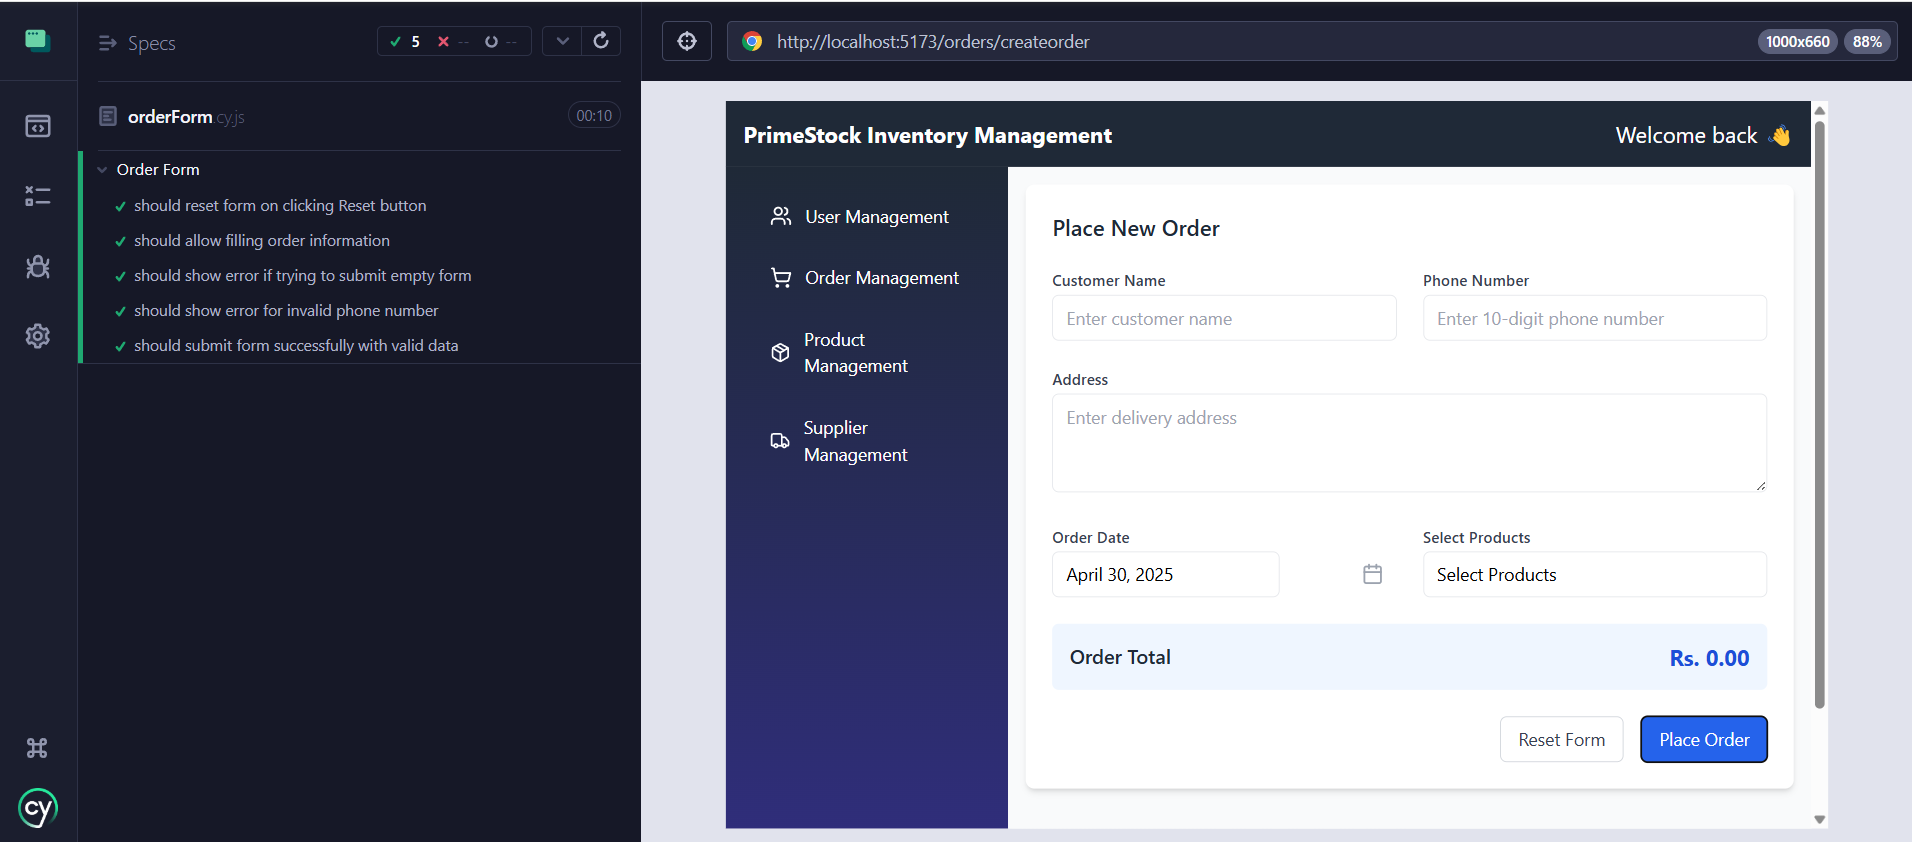 Specs
5 -- --
http://localhost:5173/orders/createorder
1000x660 88%
orderForm.cy.js 00:10
Order Form
should reset form on clicking Reset button
should allow filling order information
should show error if trying to submit empty form
should show error for invalid phone number
should submit form successfully with valid data
cy
PrimeStock Inventory Management
Welcome back 👋
User Management
Order Management
Product
Management
Supplier
Management
Place New Order
Customer Name
Enter customer name
Phone Number
Enter 10-digit phone number
Address
Enter delivery address
Order Date
April 30, 2025
Select Products
Select Products
Order Total
Rs. 0.00
Reset Form
Place Order